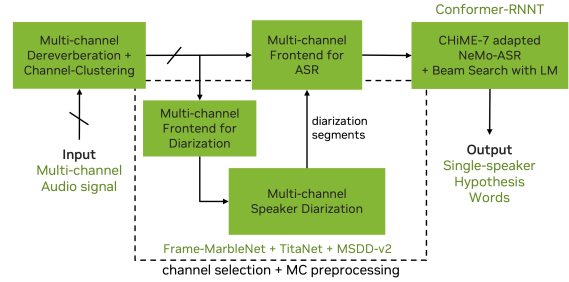 Conformer-RNNT
Multi-channel
Dereverberation +
Channel-Clustering
Multi-channel
Frontend for
ASR
CHiME-7 adapted
NeMo-ASR
+ Beam Search with LM
Multi-channel
Frontend for
Diarization
diarization
segments
Input
Multi-channel
Audio signal
Output
Single-speaker
Hypothesis
Words
Multi-channel
Speaker Diarization
Frame-MarbleNet + TitaNet + MSDD-v2
channel selection + MC preprocessing